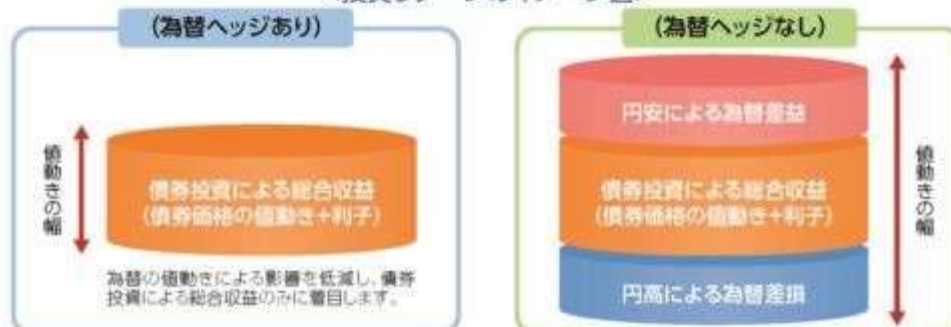 (為替ヘッジあり)
値動きの幅
債券投資による総合収益
(債券価格の値動き+利子)
為替の値動きによる影響を低減し、債券
投資による総合収益のみに着目します。
(為替ヘッジなし)
円安による為替差益
債券投資による総合収益
(債券価格の値動き+利子)
円高による為替差損
値動きの幅